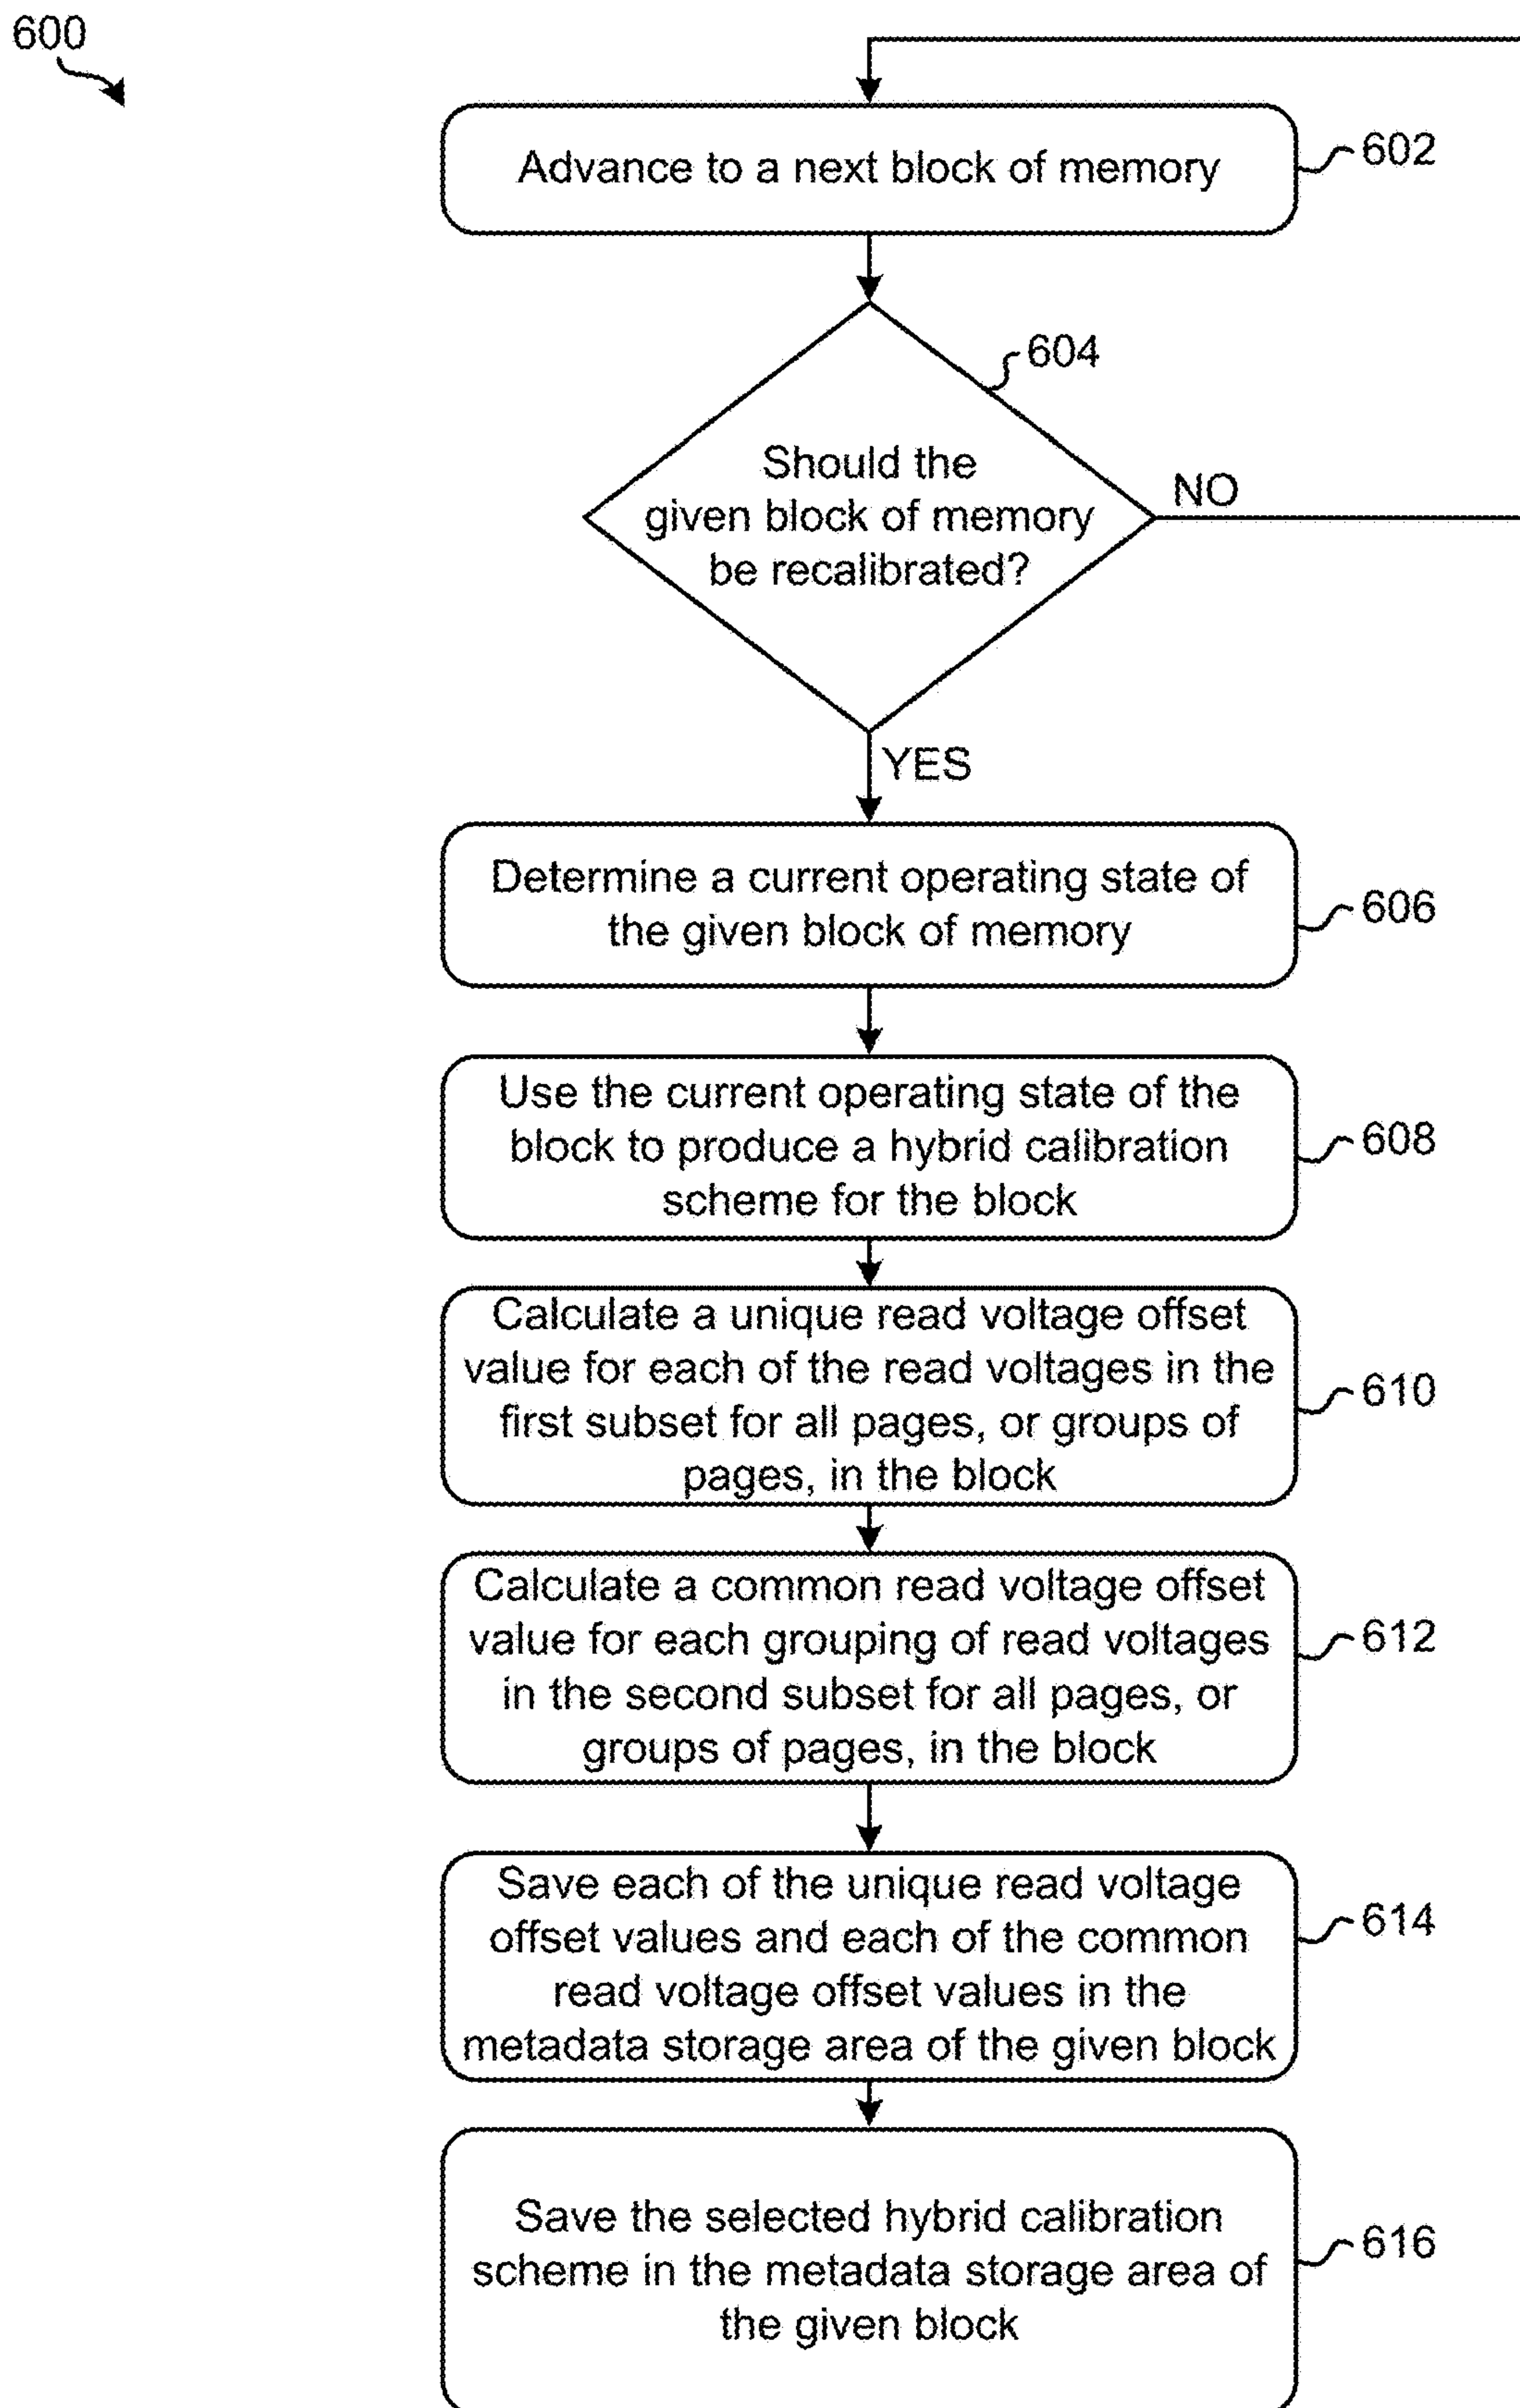 600
Advance to a next block of memory
602
604
Should the
given block of memory
be recalibrated?
NO
YES
Determine a current operating state of
the given block of memory
606
Use the current operating state of the
block to produce a hybrid calibration
scheme for the block
608
Calculate a unique read voltage offset
value for each of the read voltages in the
first subset for all pages, or groups of
pages, in the block
610
Calculate a common read voltage offset
value for each grouping of read voltages
in the second subset for all pages, or
groups of pages, in the block
612
Save each of the unique read voltage
offset values and each of the common
read voltage offset values in the
metadata storage area of the given block
614
Save the selected hybrid calibration
scheme in the metadata storage area of
the given block
616